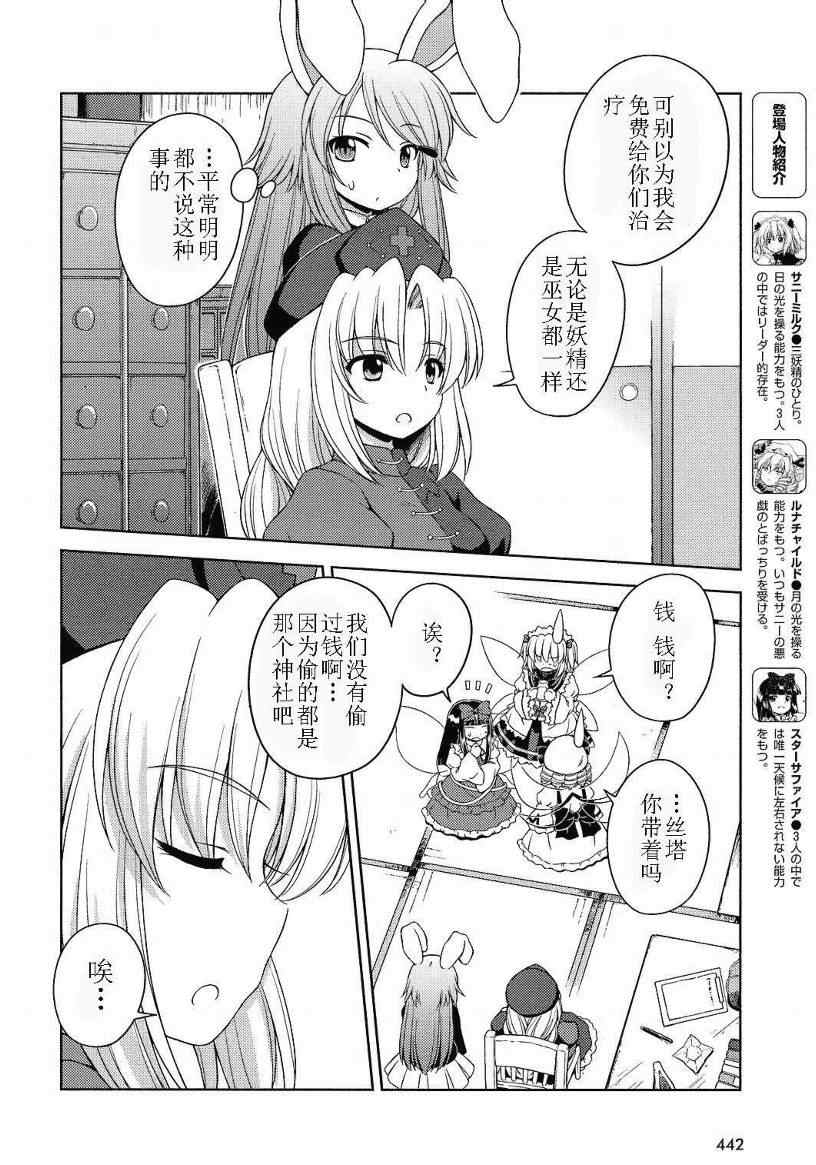 登場人物紹介
サニーミルク●三妖精のひとり。
日の光を操る能力をもつ。3人
の中ではリーダー的存在。
ルナチャイルド●月の光を操る
能力をもつ。いつもサニーの悪
戯のとばっちりを受ける。
スターサファイア●3人の中で
は唯一天候に左右されない能力
をもつ。
可别以为我会
免费给你们治
疗
无论是妖精还
是巫女都一样
…平常明明
都不说这种
事的
钱 钱啊？
诶？
…丝塔
你带着吗
我们没有偷
过钱啊…
因为偷的都是
那个神社吧
唉…
442